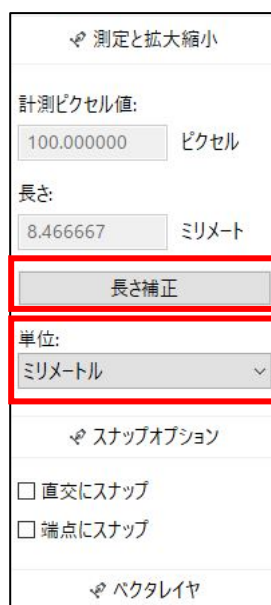 測定と拡大縮小
計測ピクセル値:
100.000000 ピクセル
長さ:
8.466667 ミリメート
長さ補正
単位:
ミリメートル
スナップオプション
直交にスナップ
端点にスナップ
ベクタレイヤ